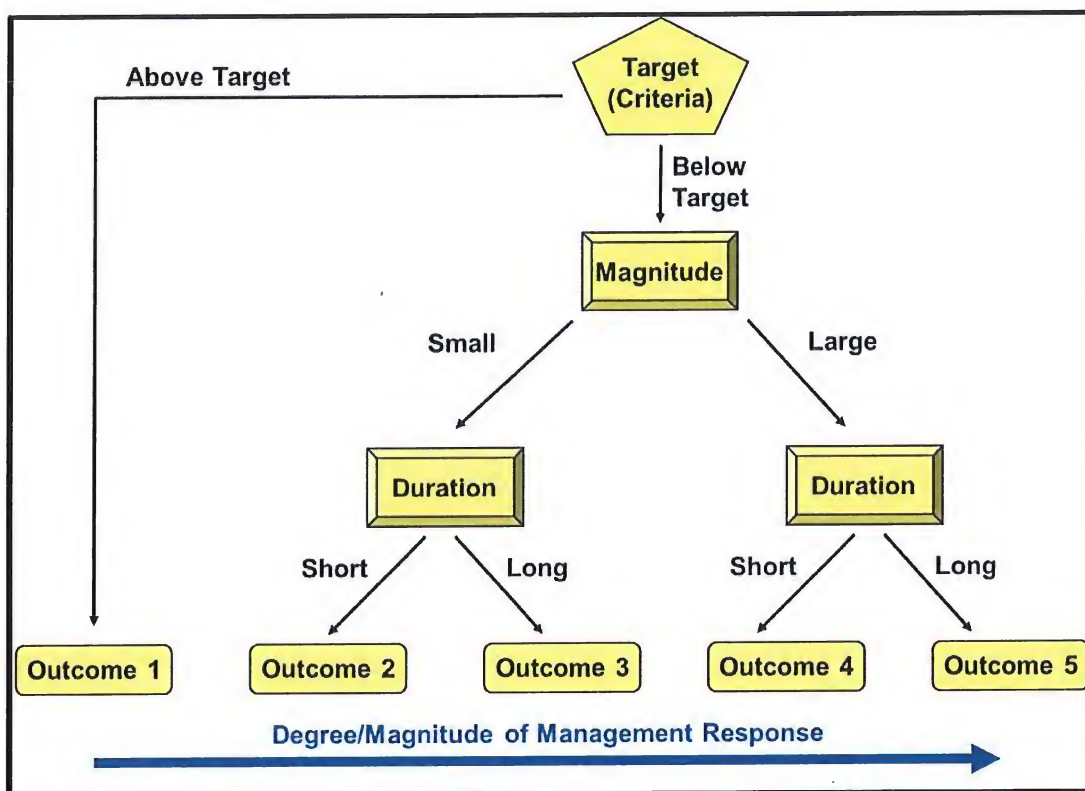 Above Target
Target
(Criteria)
Below
Target
Magnitude
Small
Large
Duration
Duration
Short
Long
Short
Long
Outcome 1
Outcome 2
Outcome 3
Outcome 4
Outcome 5
Degree/Magnitude of Management Response